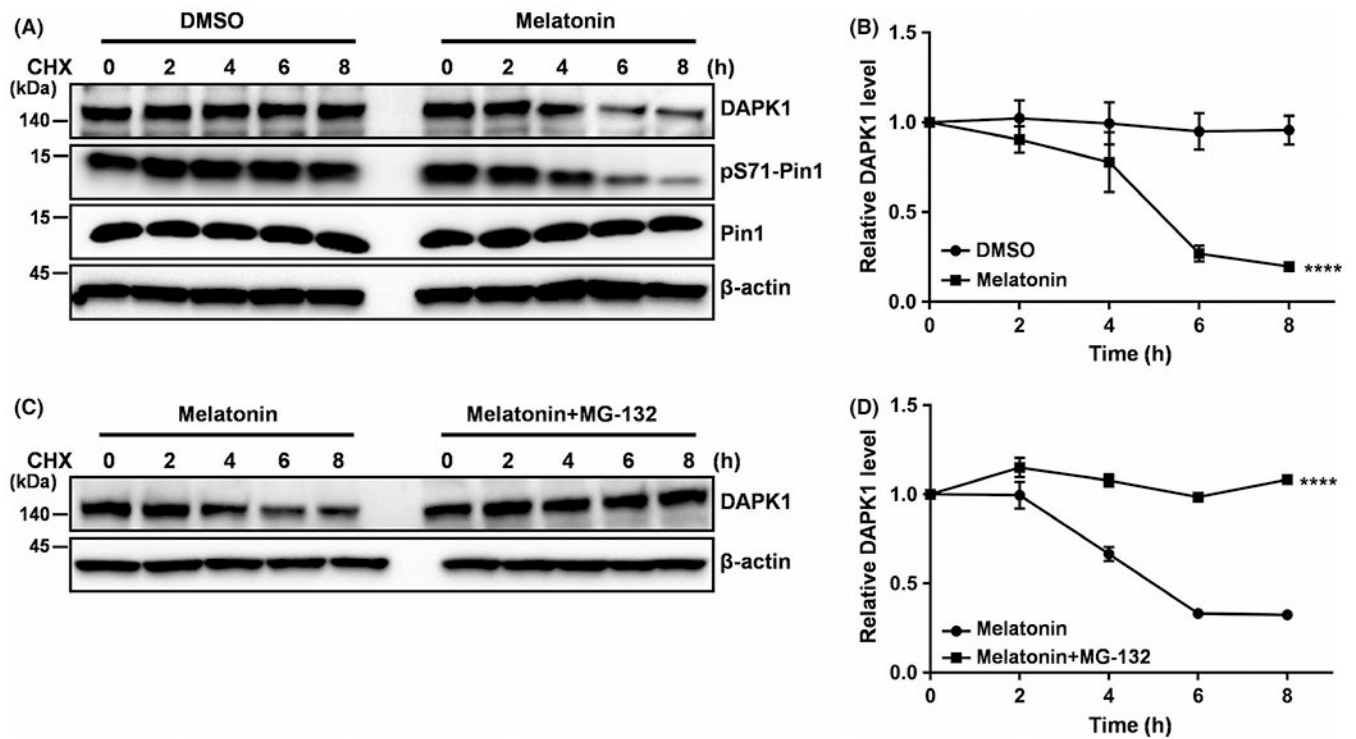 (A) DMSO Melatonin
CHX 0 2 4 6 8 0 2 4 6 8 (h)
(kDa)
140 DAPK1
15 pS71-Pin1
15 Pin1
45 β-actin
(B)
Relative DAPK1 level
1.5
1.0
0.5
0.0
DMSO
Melatonin
****
0 2 4 6 8
Time (h)
(C) Melatonin Melatonin+MG-132
CHX 0 2 4 6 8 0 2 4 6 8 (h)
(kDa)
140 DAPK1
45 β-actin
(D)
Relative DAPK1 level
1.5
1.0
0.5
0.0
Melatonin
Melatonin+MG-132
****
0 2 4 6 8
Time (h)